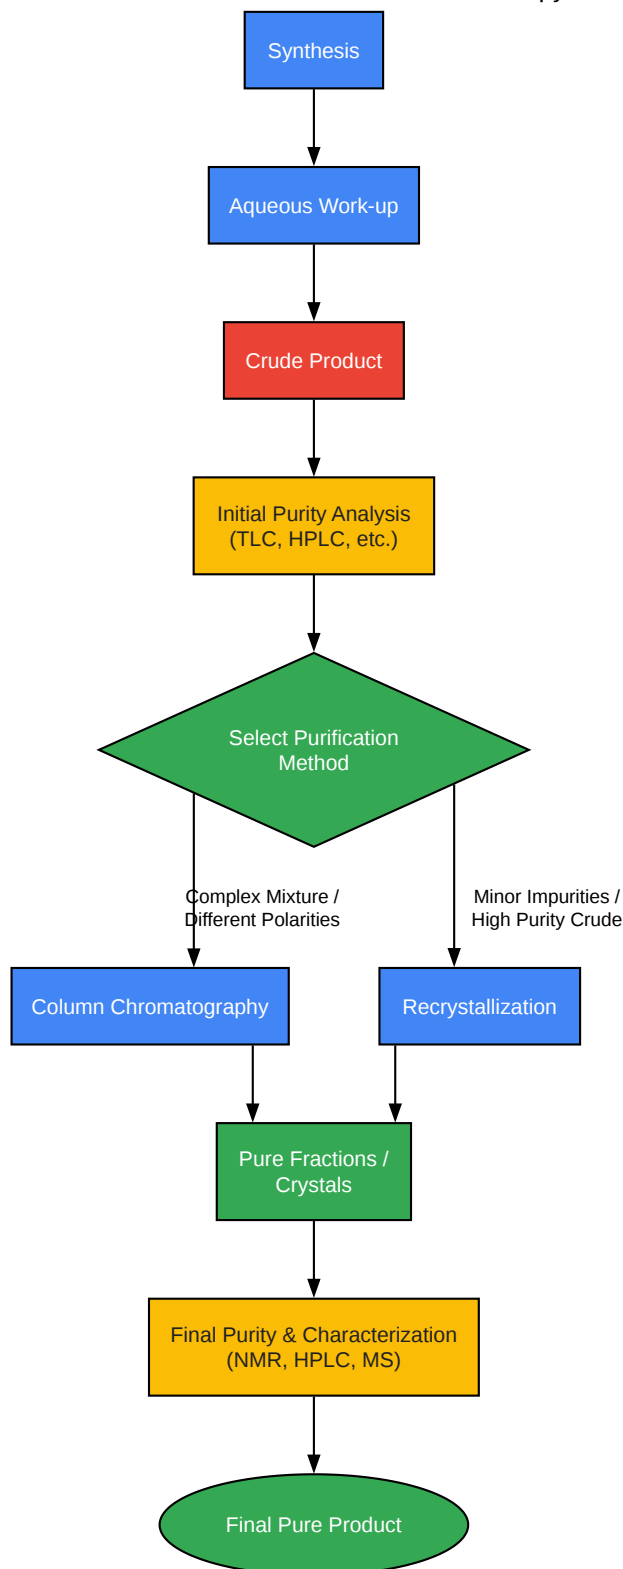 Synthesis
Aqueous Work-up
Crude Product
Initial Purity Analysis
(TLC, HPLC, etc.)
Select Purification
Method
Complex Mixture /
Different Polarities
Minor Impurities /
High Purity Crude
Column Chromatography
Recrystallization
Pure Fractions /
Crystals
Final Purity & Characterization
(NMR, HPLC, MS)
Final Pure Product